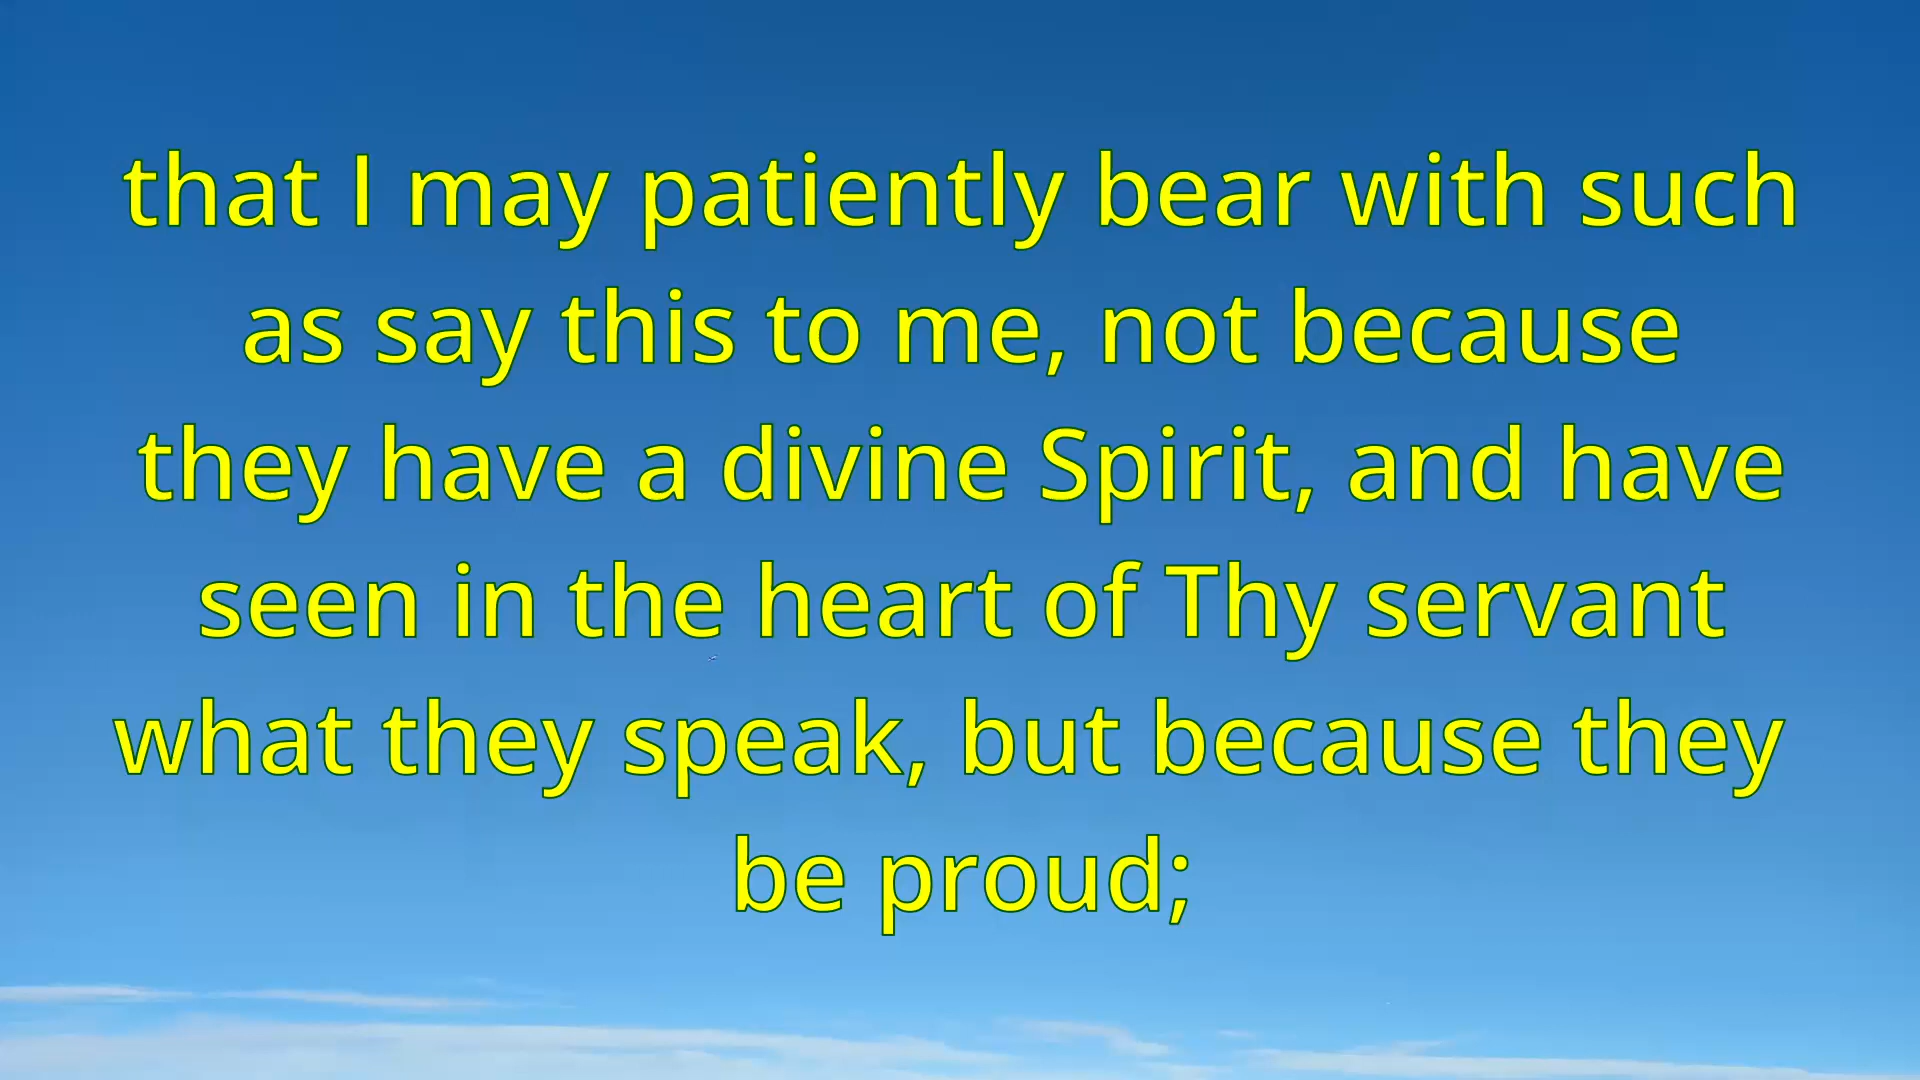 that I may patiently bear with such
as say this to me, not because
they have a divine Spirit, and have
seen in the heart of Thy servant
what they speak, but because they
be proud;